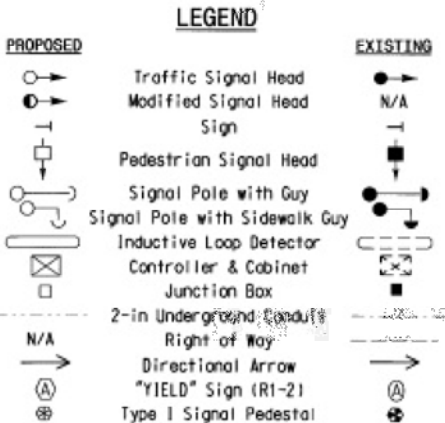 LEGEND
PROPOSED EXISTING
Traffic Signal Head
Modified Signal Head N/A
Sign
Pedestrian Signal Head
Signal Pole with Guy
Signal Pole with Sidewalk Guy
Inductive Loop Detector
Controller & Cabinet
Junction Box
2-in Underground Conduit
N/A Right of Way
Directional Arrow
A "YIELD" Sign (R1-2) A
Type I Signal Pedestal